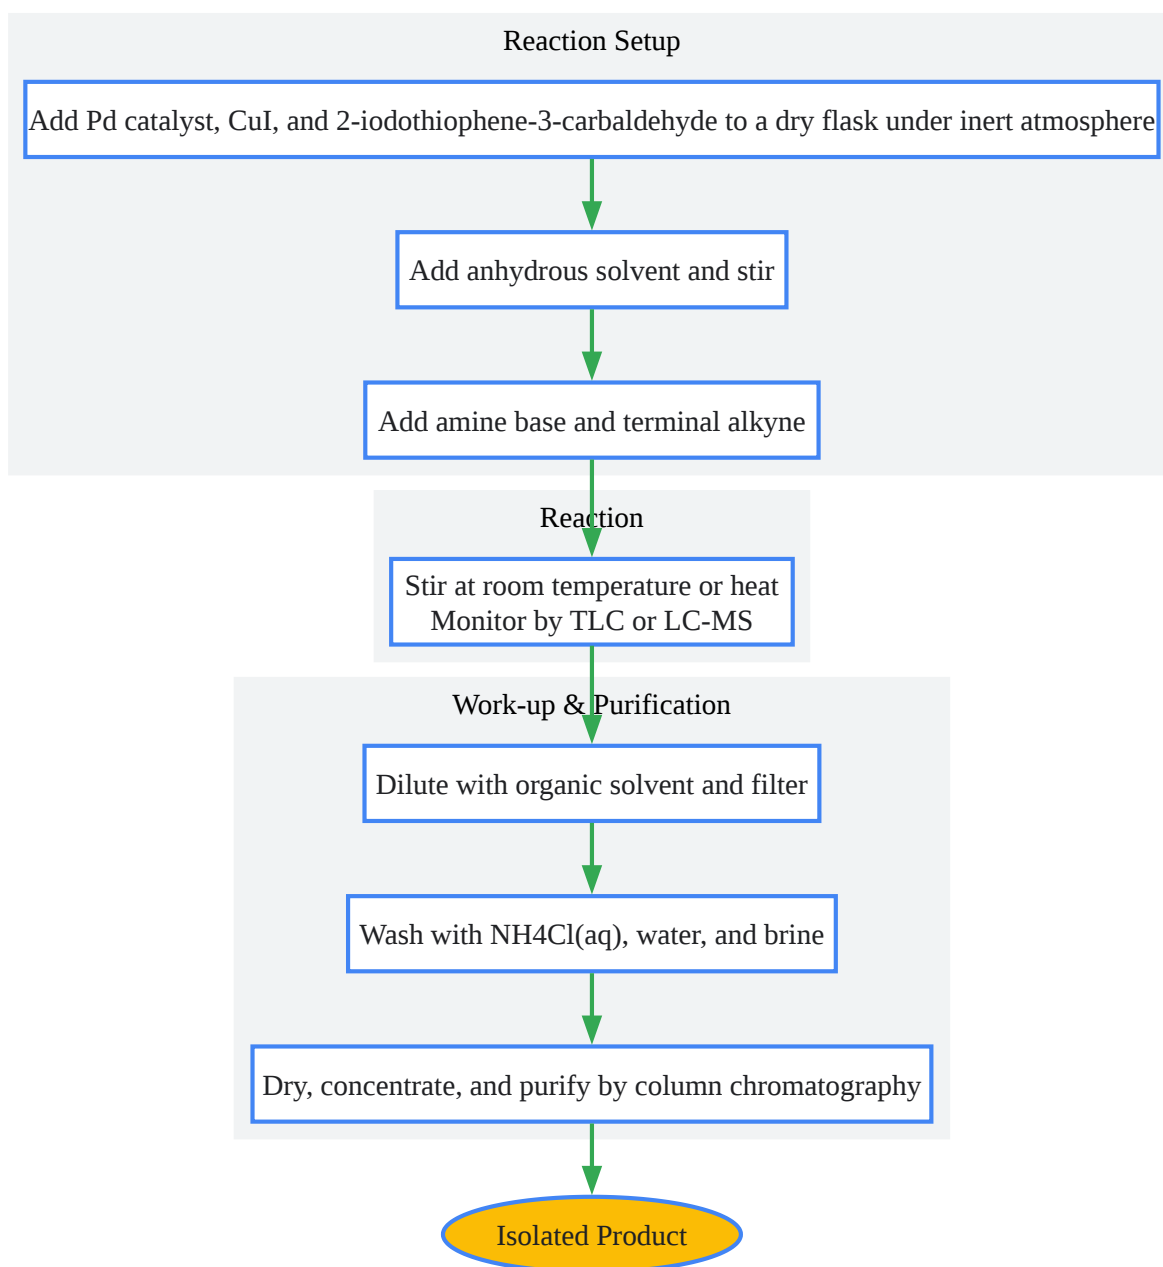 Reaction Setup
Add Pd catalyst, CuI, and 2-iodothiophene-3-carbaldehyde to a dry flask under inert atmosphere
Add anhydrous solvent and stir
Add amine base and terminal alkyne
Reaction
Stir at room temperature or heat
Monitor by TLC or LC-MS
Work-up & Purification
Dilute with organic solvent and filter
Wash with NH4Cl(aq), water, and brine
Dry, concentrate, and purify by column chromatography
Isolated Product